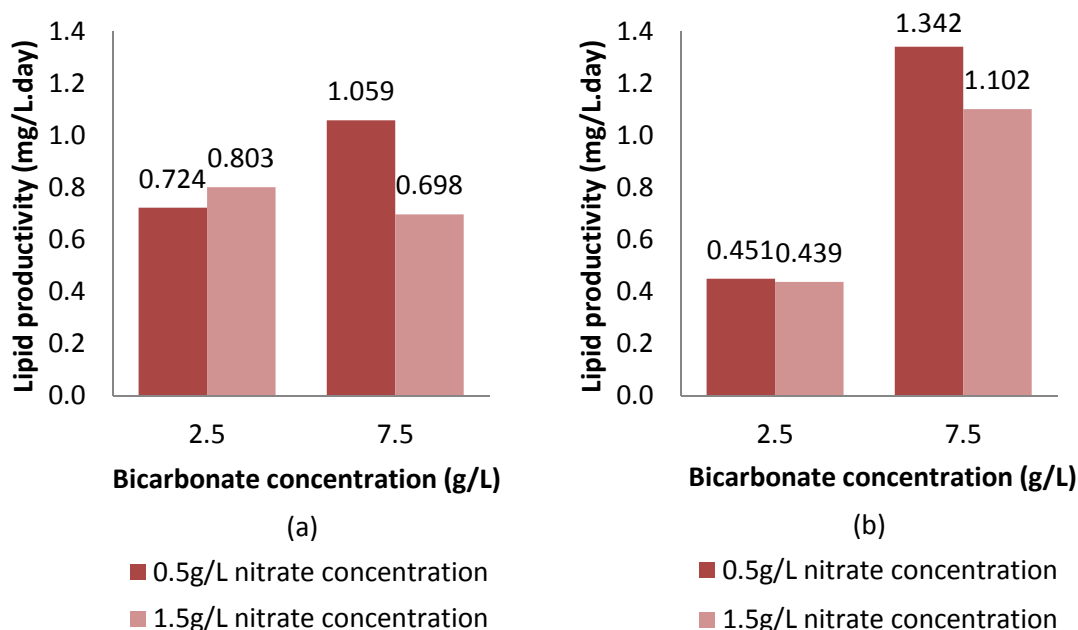 Lipid productivity (mg/L.day)
1.4
1.2
1.0
0.8
0.6
0.4
0.2
0.0
0.724
0.803
1.059
0.698
2.5
7.5
Bicarbonate concentration (g/L)
(a)
0.5g/L nitrate concentration
1.5g/L nitrate concentration
Lipid productivity (mg/L.day)
1.4
1.2
1.0
0.8
0.6
0.4
0.2
0.0
0.451
0.439
1.342
1.102
2.5
7.5
Bicarbonate concentration (g/L)
(b)
0.5g/L nitrate concentration
1.5g/L nitrate concentration